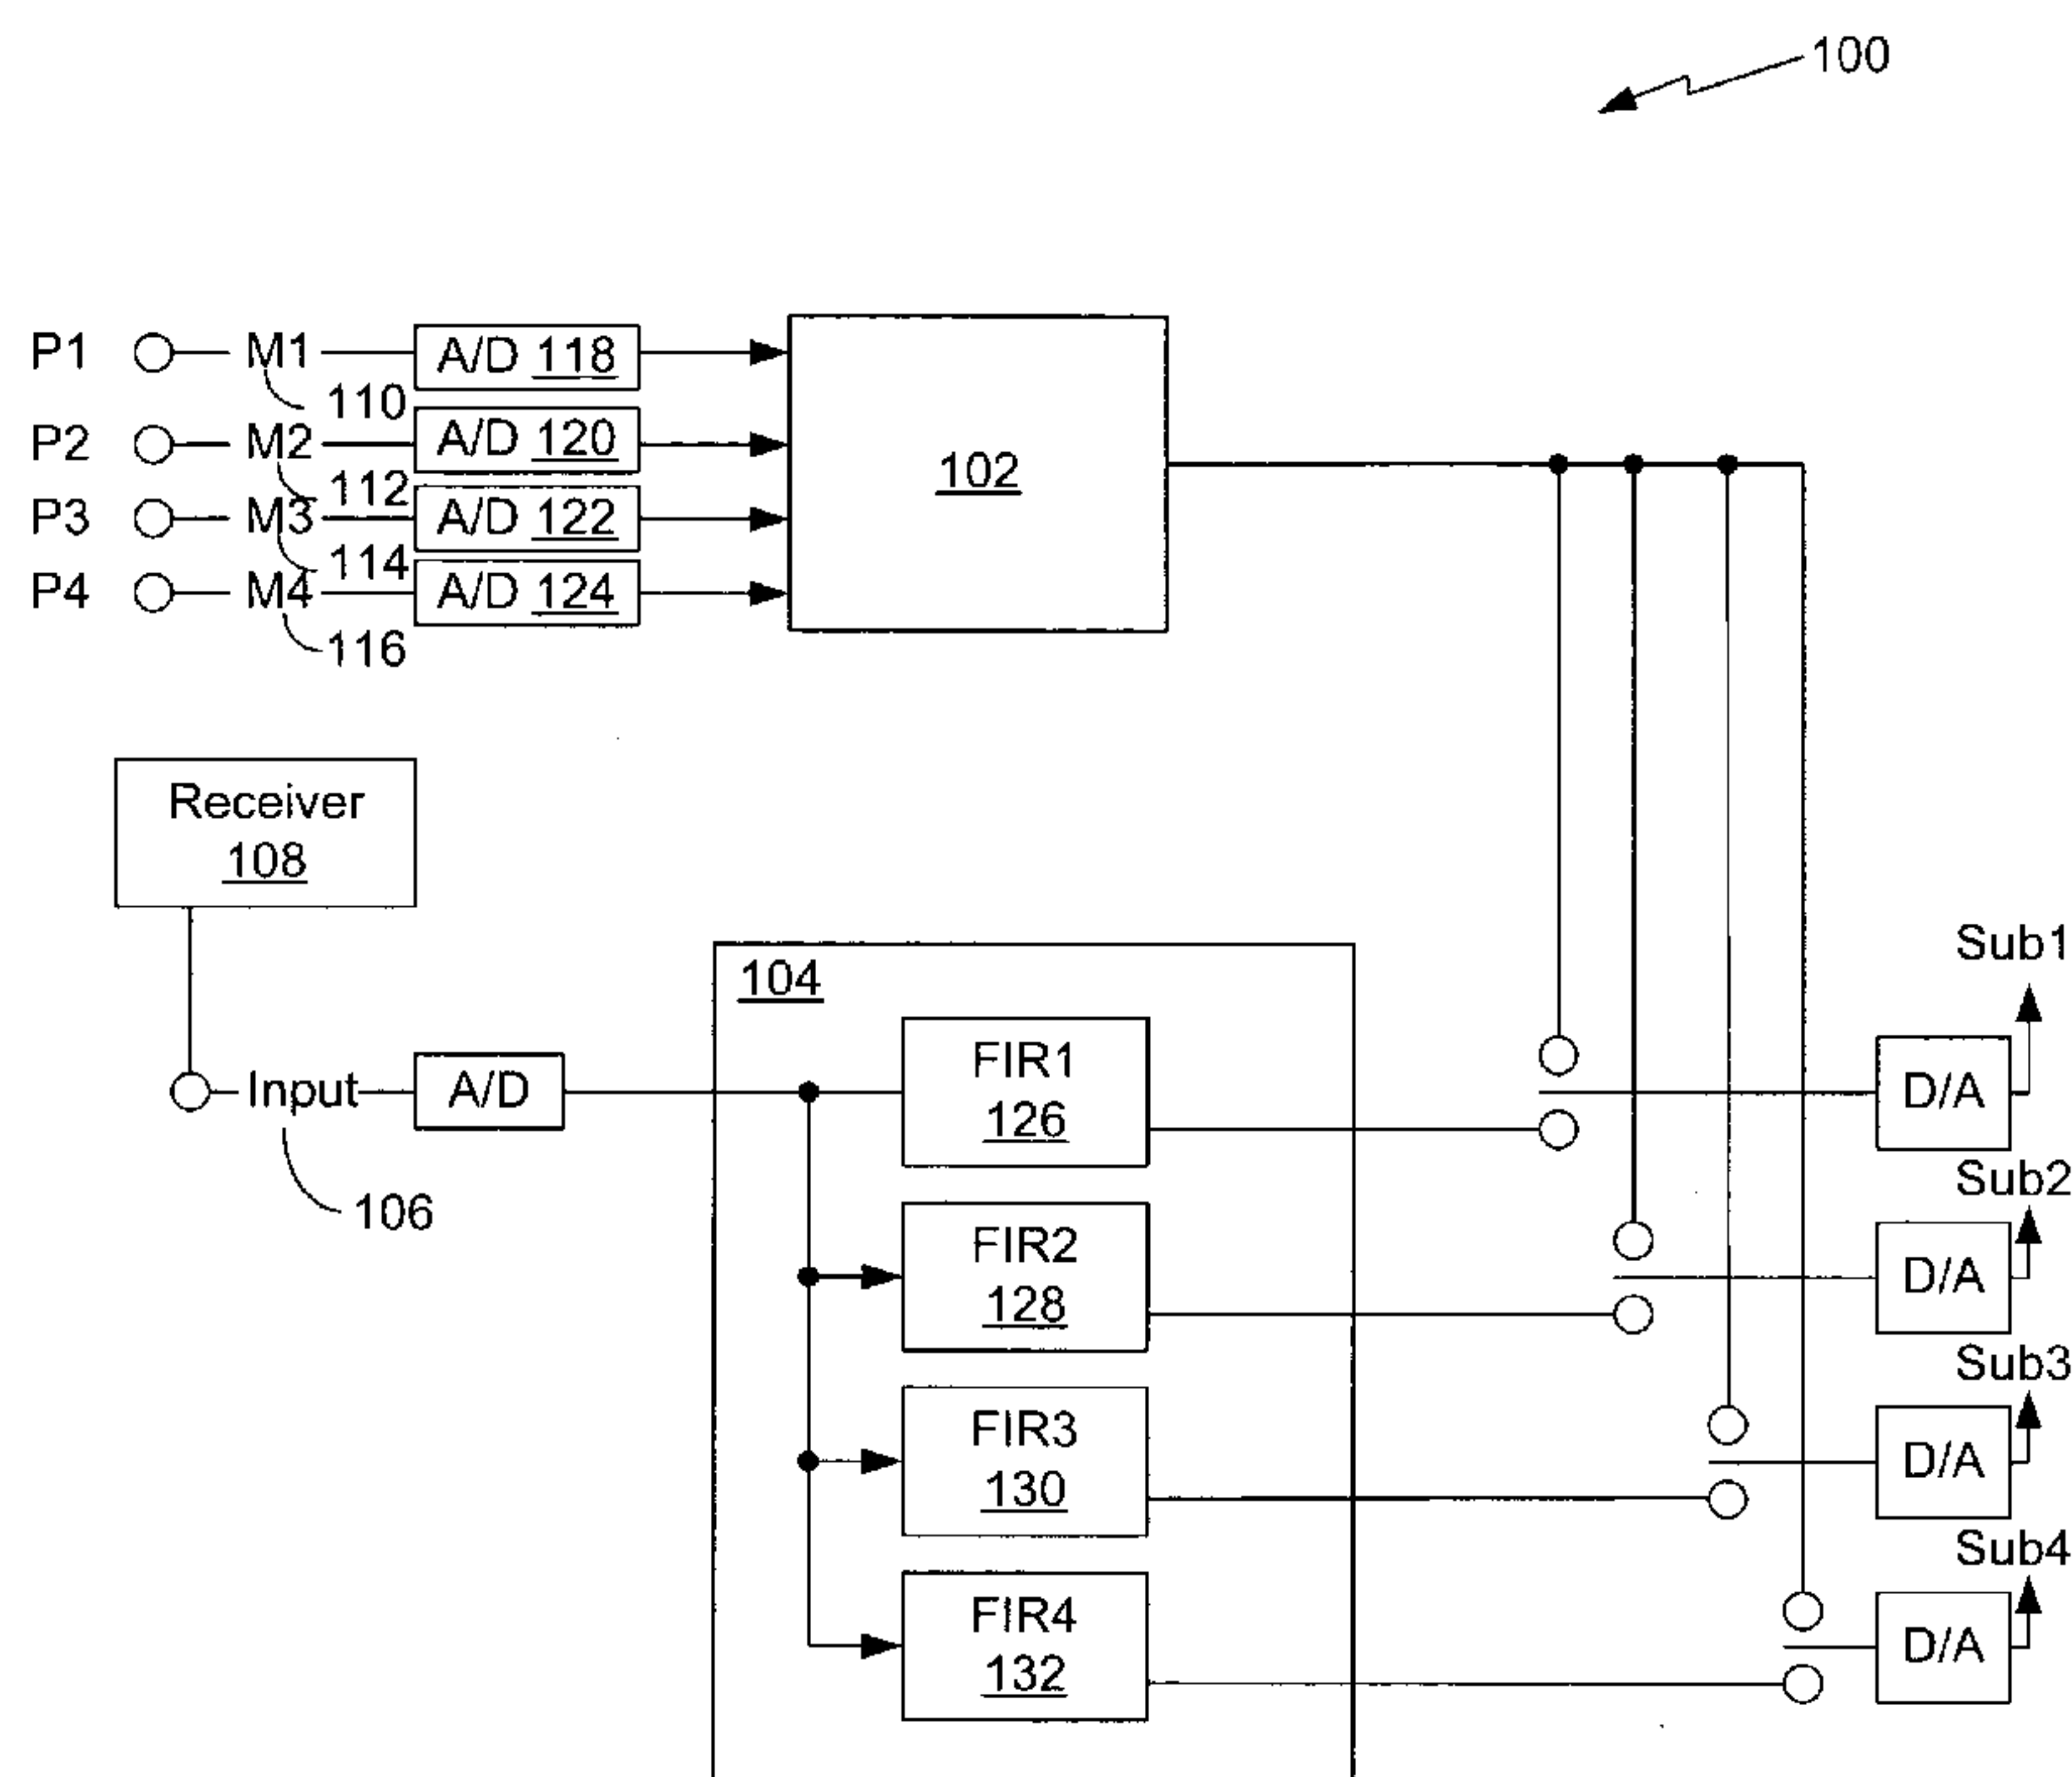 100
P1 M1 A/D 118
110
P2 M2 A/D 120
112
P3 M3 A/D 122
114
P4 M4 A/D 124
116
102
Receiver
108
Input
106
A/D
104
FIR1
126
FIR2
128
FIR3
130
FIR4
132
Sub1
D/A
Sub2
D/A
Sub3
D/A
Sub4
D/A